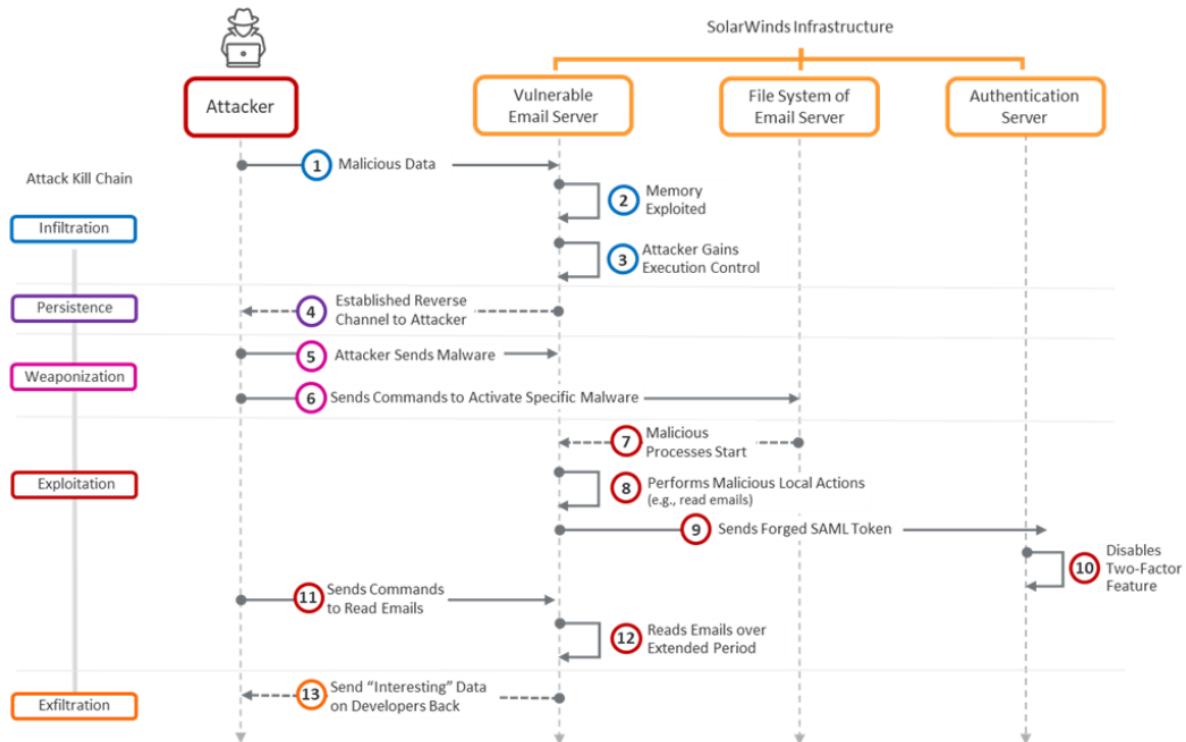 SolarWinds Infrastructure
Attacker
Vulnerable
Email Server
File System of
Email Server
Authentication
Server
Attack Kill Chain
1 Malicious Data
2 Memory
Exploited
Infiltration
3 Attacker Gains
Execution Control
Persistence
4 Established Reverse
Channel to Attacker
5 Attacker Sends Malware
Weaponization
6 Sends Commands to Activate Specific Malware
7 Malicious
Processes Start
Exploitation
8 Performs Malicious Local Actions
(e.g., read emails)
9 Sends Forged SAML Token
10 Disables
Two-Factor
Feature
11 Sends Commands
to Read Emails
12 Reads Emails over
Extended Period
Exfiltration
13 Send “Interesting” Data
on Developers Back